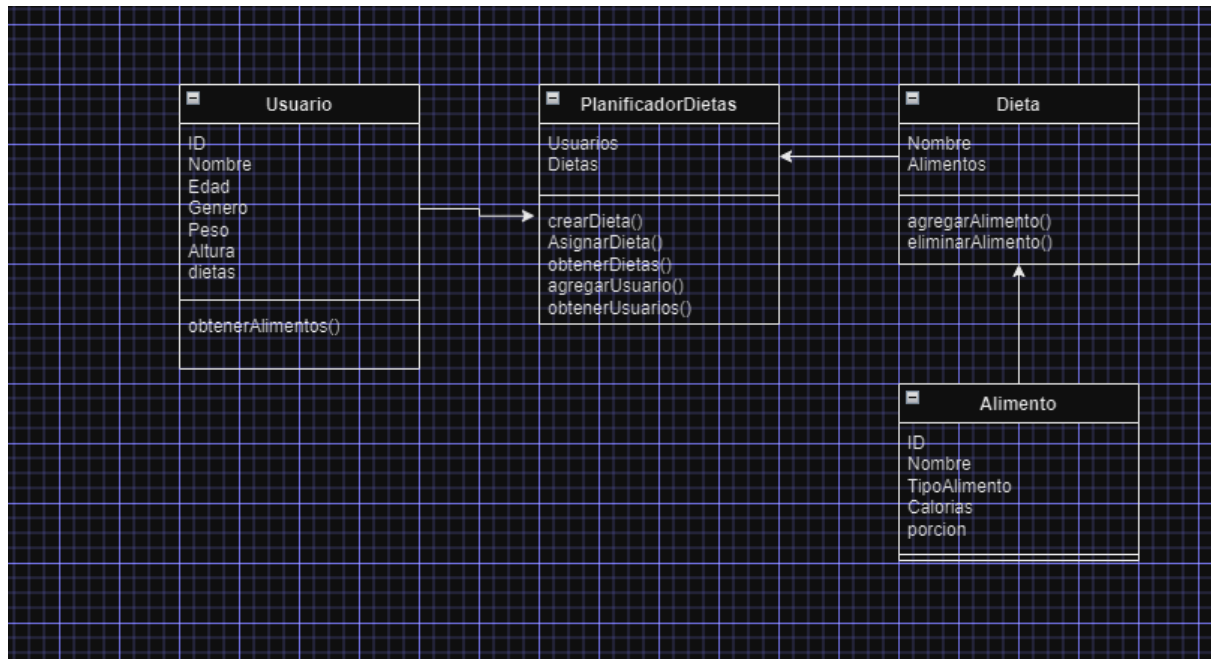 Usuario
ID
Nombre
Edad
Genero
Peso
Altura
dietas
obtenerAlimentos()
PlanificadorDietas
Usuarios
Dietas
crearDieta()
AsignarDieta()
obtenerDietas()
agregarUsuario()
obtenerUsuarios()
Dieta
Nombre
Alimentos
agregarAlimento()
eliminarAlimento()
Alimento
ID
Nombre
TipoAlimento
Calorias
porcion